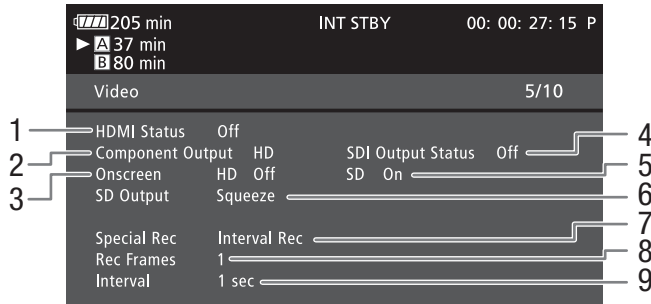 205 min INT STBY 00: 00: 27: 15 P
A 37 min
B 80 min
Video 5/10
1 HDMI Status Off
2 Component Output HD SDI Output Status Off 4
3 Onscreen HD Off SD On 5
SD Output Squeeze 6
Special Rec Interval Rec 7
Rec Frames 1 8
Interval 1 sec 9